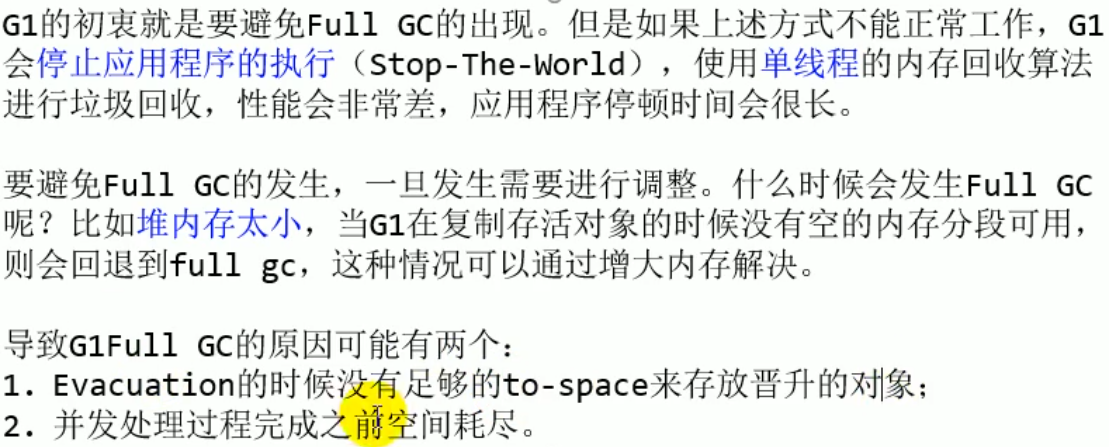 G1的初衷就是要避免Full GC的出现。但是如果上述方式不能正常工作，G1
会停止应用程序的执行（Stop-The-World），使用单线程的内存回收算法
进行垃圾回收，性能会非常差，应用程序停顿时间会很长。
要避免Full GC的发生，一旦发生需要进行调整。什么时候会发生Full GC
呢？比如堆内存太小，当G1在复制存活对象的时候没有空的内存分段可用，
则会回退到full gc，这种情况可以通过增大内存解决。
导致G1Full GC的原因可能有两个：
1. Evacuation的时候没有足够的to-space来存放晋升的对象；
2. 并发处理过程完成之前空间耗尽。